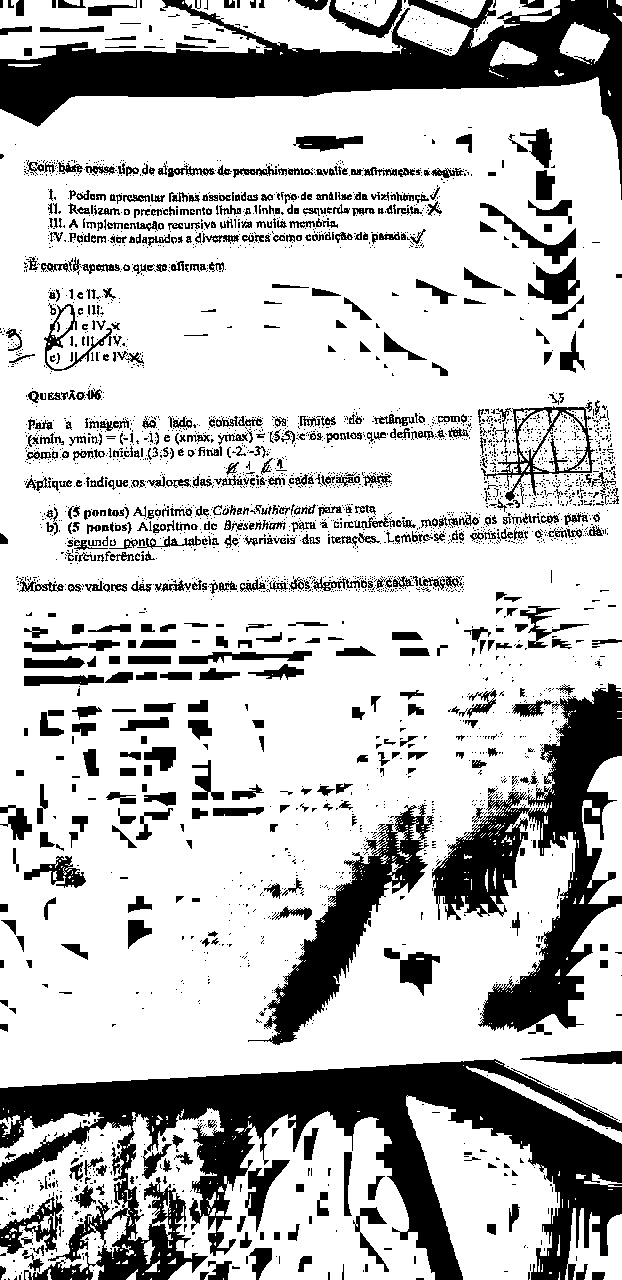 Com base nesse tipo de algoritmos de preenchimento, avalie as afirmações a seguir.
I. Podem apresentar falhas associadas ao tipo de análise da vizinhança.
II. Realizam o preenchimento linha a linha, da esquerda para a direita.
III. A implementação recursiva utiliza muita memória.
IV. Podem ser adaptados a diversas cores como condição de parada.
É correto apenas o que se afirma em
a) I e II.
b) I e III.
c) II e IV.
I, III e IV.
e) II, III e IV.
QUESTÃO 06
Para a imagem ao lado, considere os limites do retângulo como
(xmin, ymin) = (-1, -1) e (xmax, ymax) = (5,5) e os pontos que definem a reta
como o ponto inicial (3,5) e o final (-2,-3).
Aplique e indique os valores das variáveis em cada iteração para:
a) (5 pontos) Algoritmo de Cohen-Sutherland para a reta
b) (5 pontos) Algoritmo de Bresenham para a circunferência, mostrando os simétricos para o
segundo ponto da tabela de variáveis das iterações. Lembre-se de considerar o centro da
circunferência.
Mostre os valores das variáveis para cada um dos algoritmos a cada iteração.